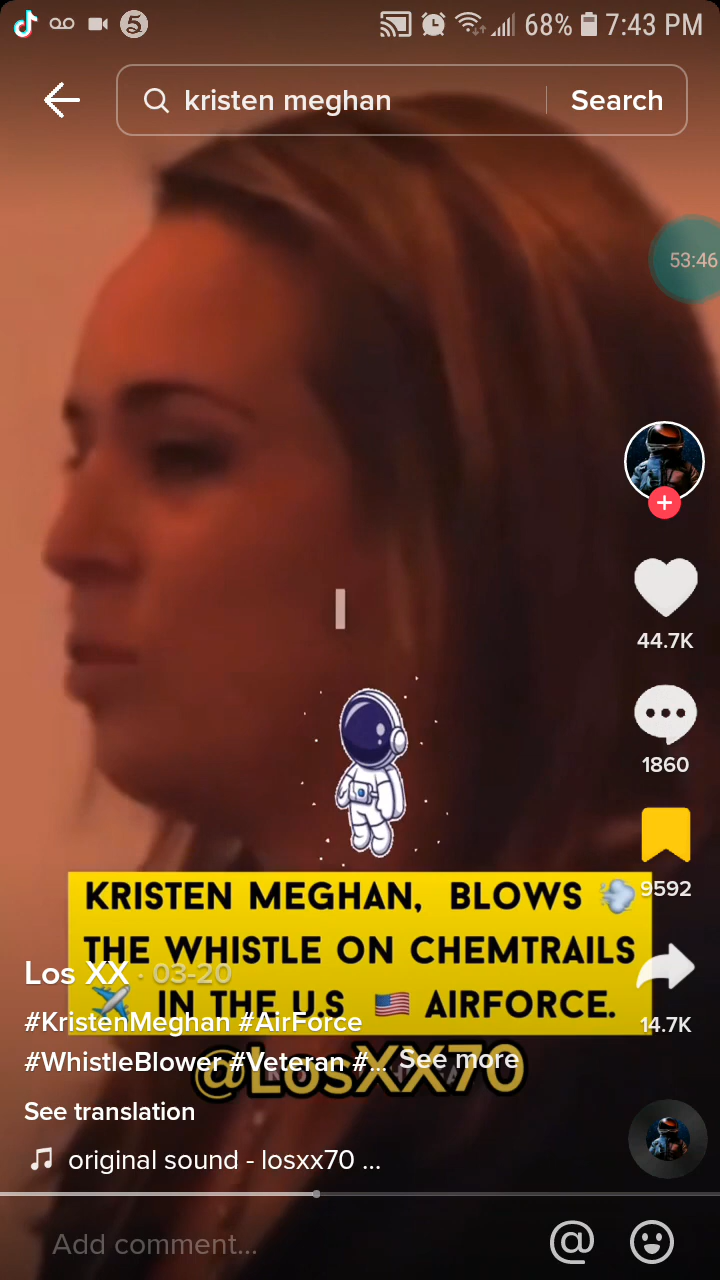 68% 7:43 PM
kristen meghan Search
53:46
44.7K
1860
KRISTEN MEGHAN, BLOWS 💨
9592
THE WHISTLE ON CHEMTRAILS
Los XX · 03-20
✈️ IN THE U.S 🇺🇸 AIRFORCE.
14.7K
#KristenMeghan #AirForce
#WhistleBlower #Veteran #... See more
@LosXX70
See translation
original sound - losxx70 ...
Add comment...